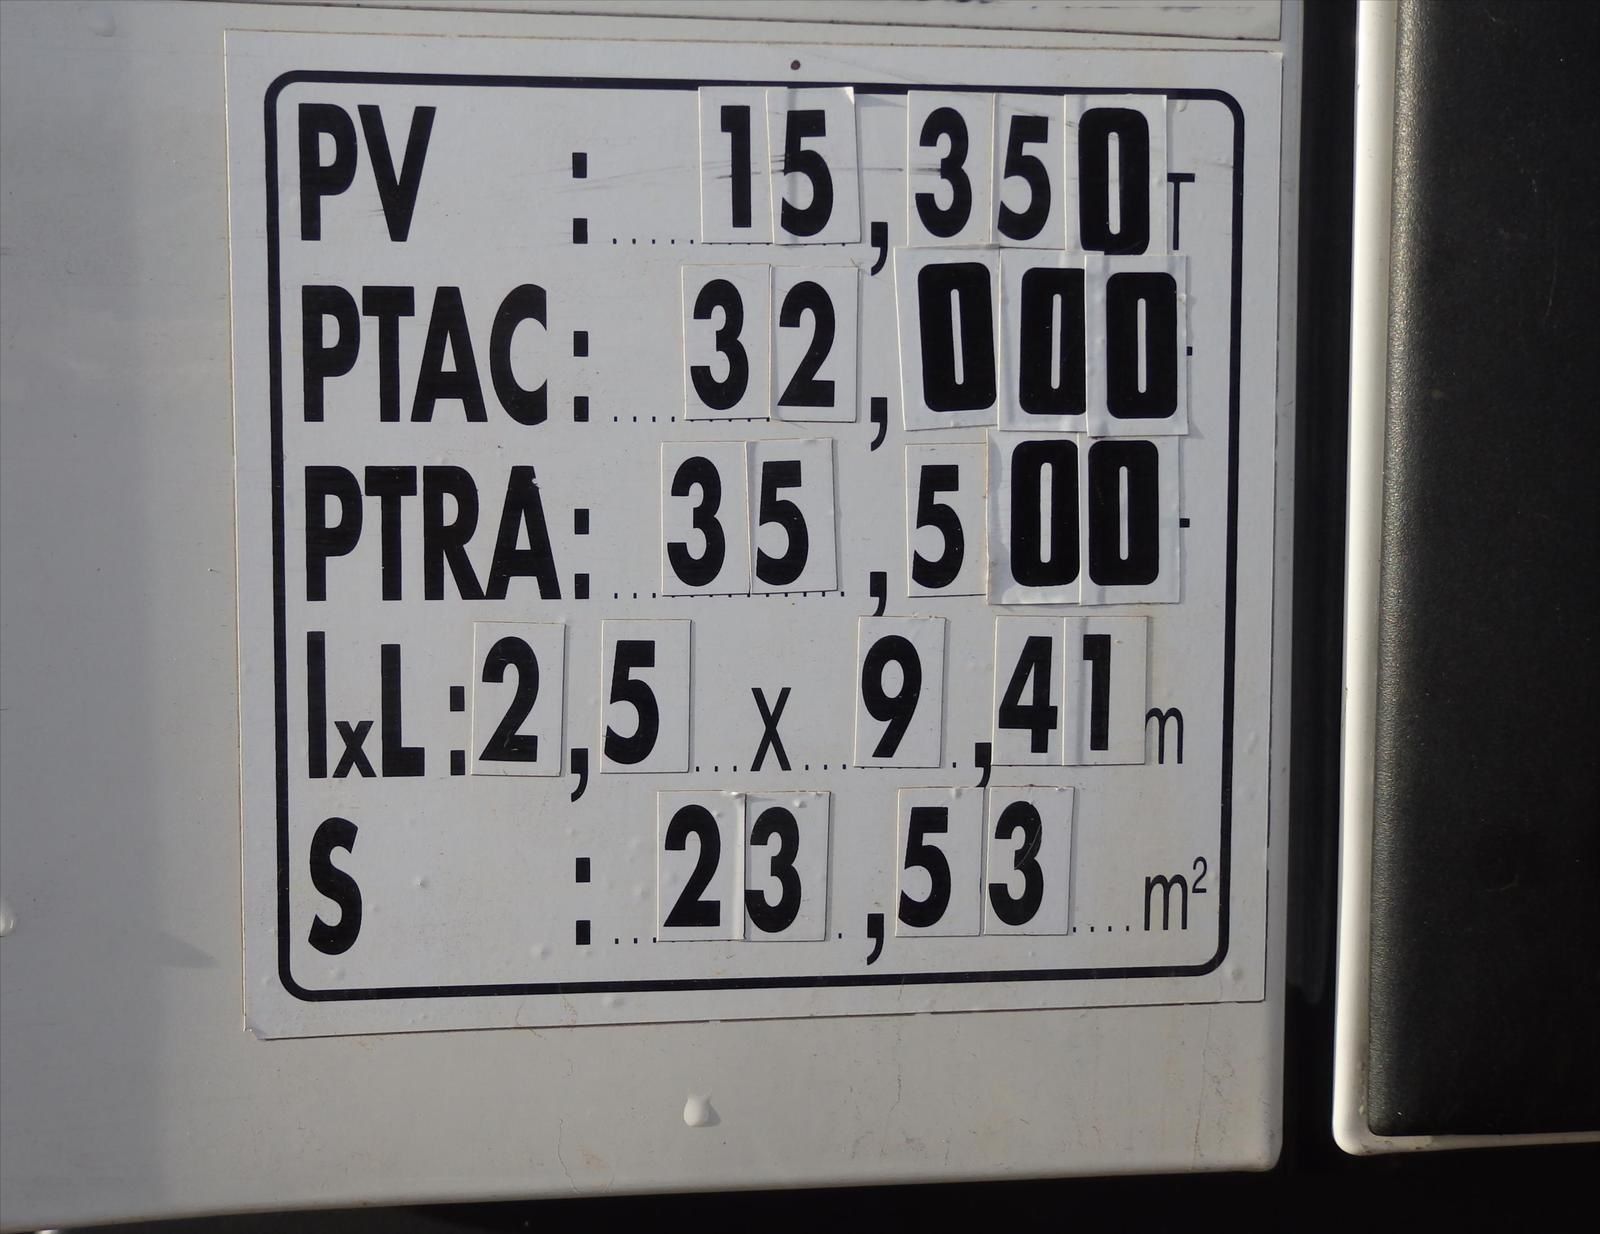 PV : 15,350 T
PTAC : 32,000
PTRA : 35,500
lxL : 2,5 x 9,41 m
S : 23,53 m²